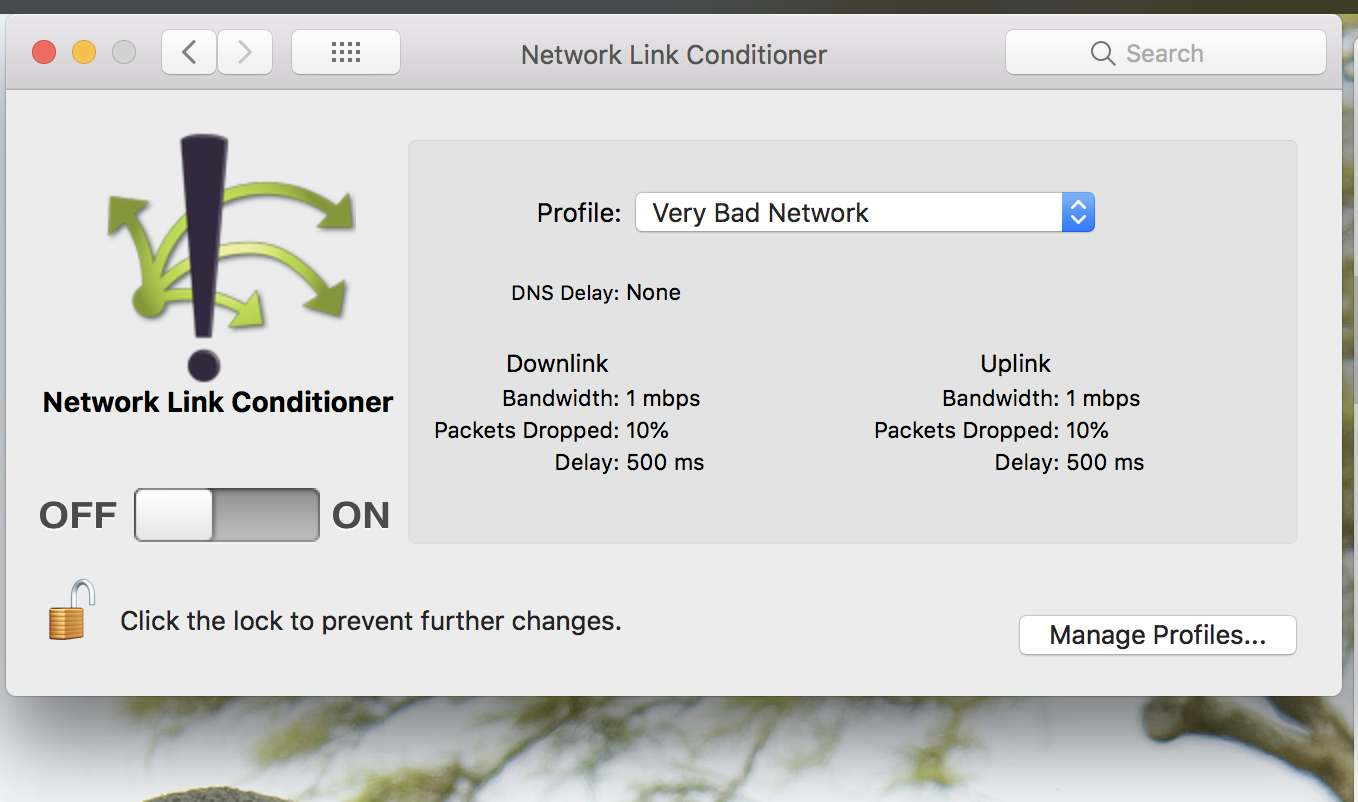 Network Link Conditioner
Search
Network Link Conditioner
OFF ON
Profile: Very Bad Network
DNS Delay: None
Downlink
Bandwidth: 1 mbps
Packets Dropped: 10%
Delay: 500 ms
Uplink
Bandwidth: 1 mbps
Packets Dropped: 10%
Delay: 500 ms
Click the lock to prevent further changes.
Manage Profiles...